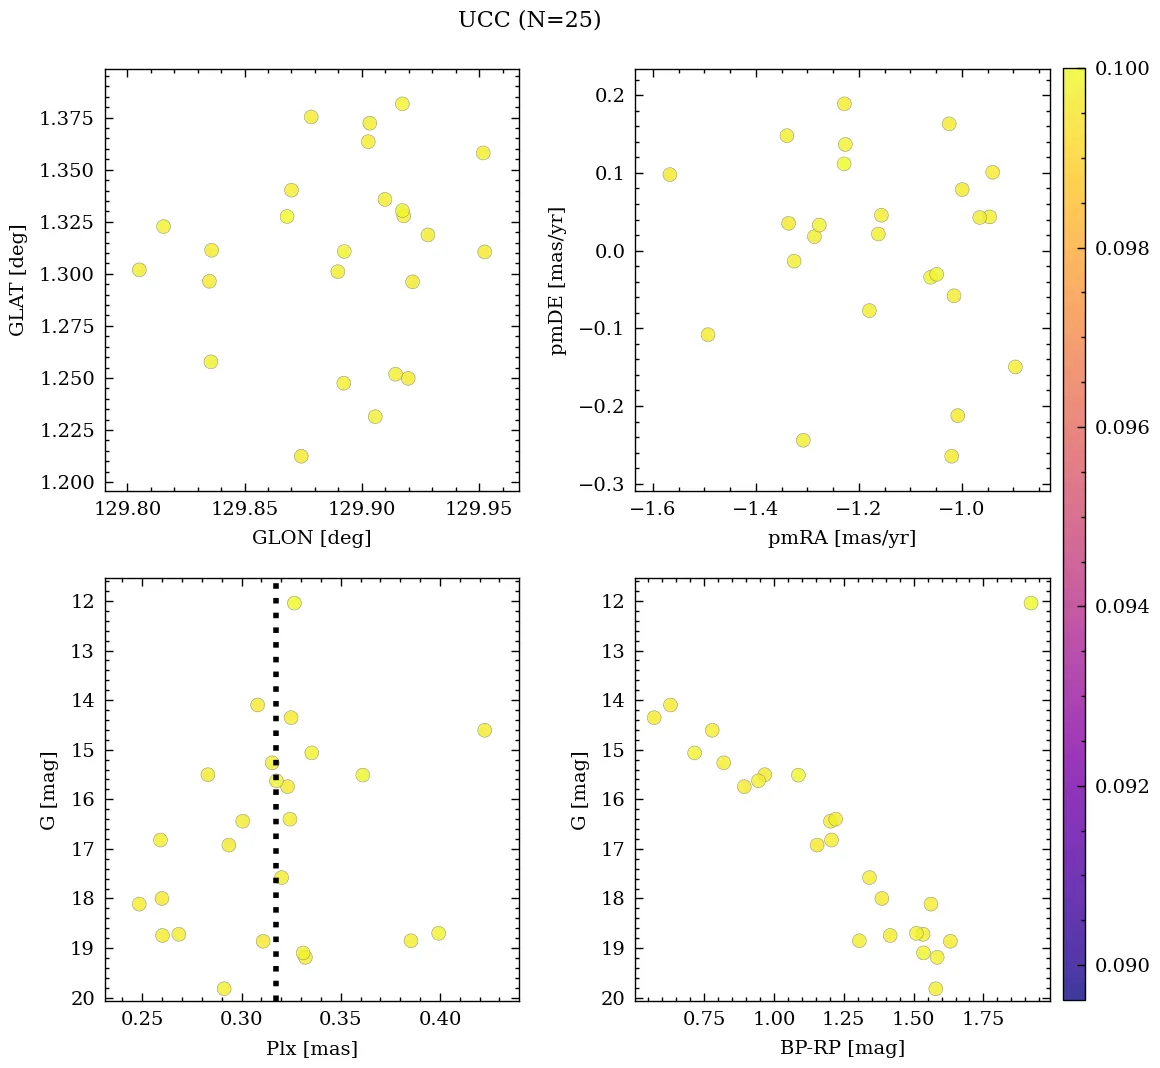 UCC (N=25)
1.375
1.350
1.325
1.300
1.275
1.250
1.225
1.200
GLAT [deg]
129.80 129.85 129.90 129.95
GLON [deg]
0.2
0.1
0.0
−0.1
−0.2
−0.3
pmDE [mas/yr]
−1.6 −1.4 −1.2 −1.0
pmRA [mas/yr]
12
13
14
15
16
17
18
19
20
G [mag]
0.25 0.30 0.35 0.40
Plx [mas]
12
13
14
15
16
17
18
19
20
G [mag]
0.75 1.00 1.25 1.50 1.75
BP-RP [mag]
0.100
0.098
0.096
0.094
0.092
0.090